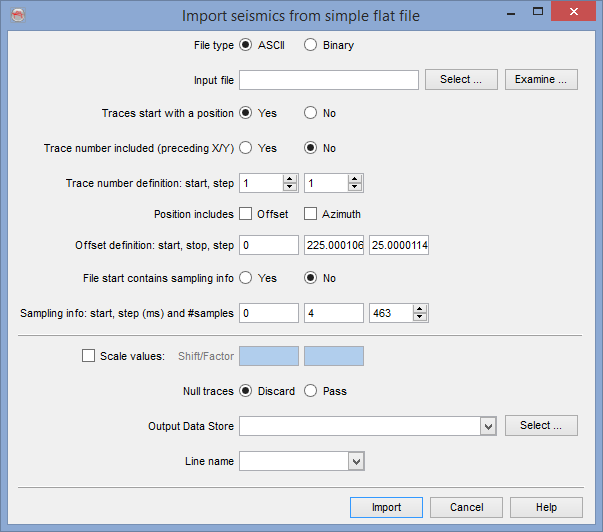 Import seismics from simple flat file
File type ASCII Binary
Input file Select ... Examine ...
Traces start with a position Yes No
Trace number included (preceding X/Y) Yes No
Trace number definition: start, step 1 1
Position includes Offset Azimuth
Offset definition: start, stop, step 0 225.000106 25.0000114
File start contains sampling info Yes No
Sampling info: start, step (ms) and #samples 0 4 463
Scale values: Shift/Factor
Null traces Discard Pass
Output Data Store Select ...
Line name
Import Cancel Help